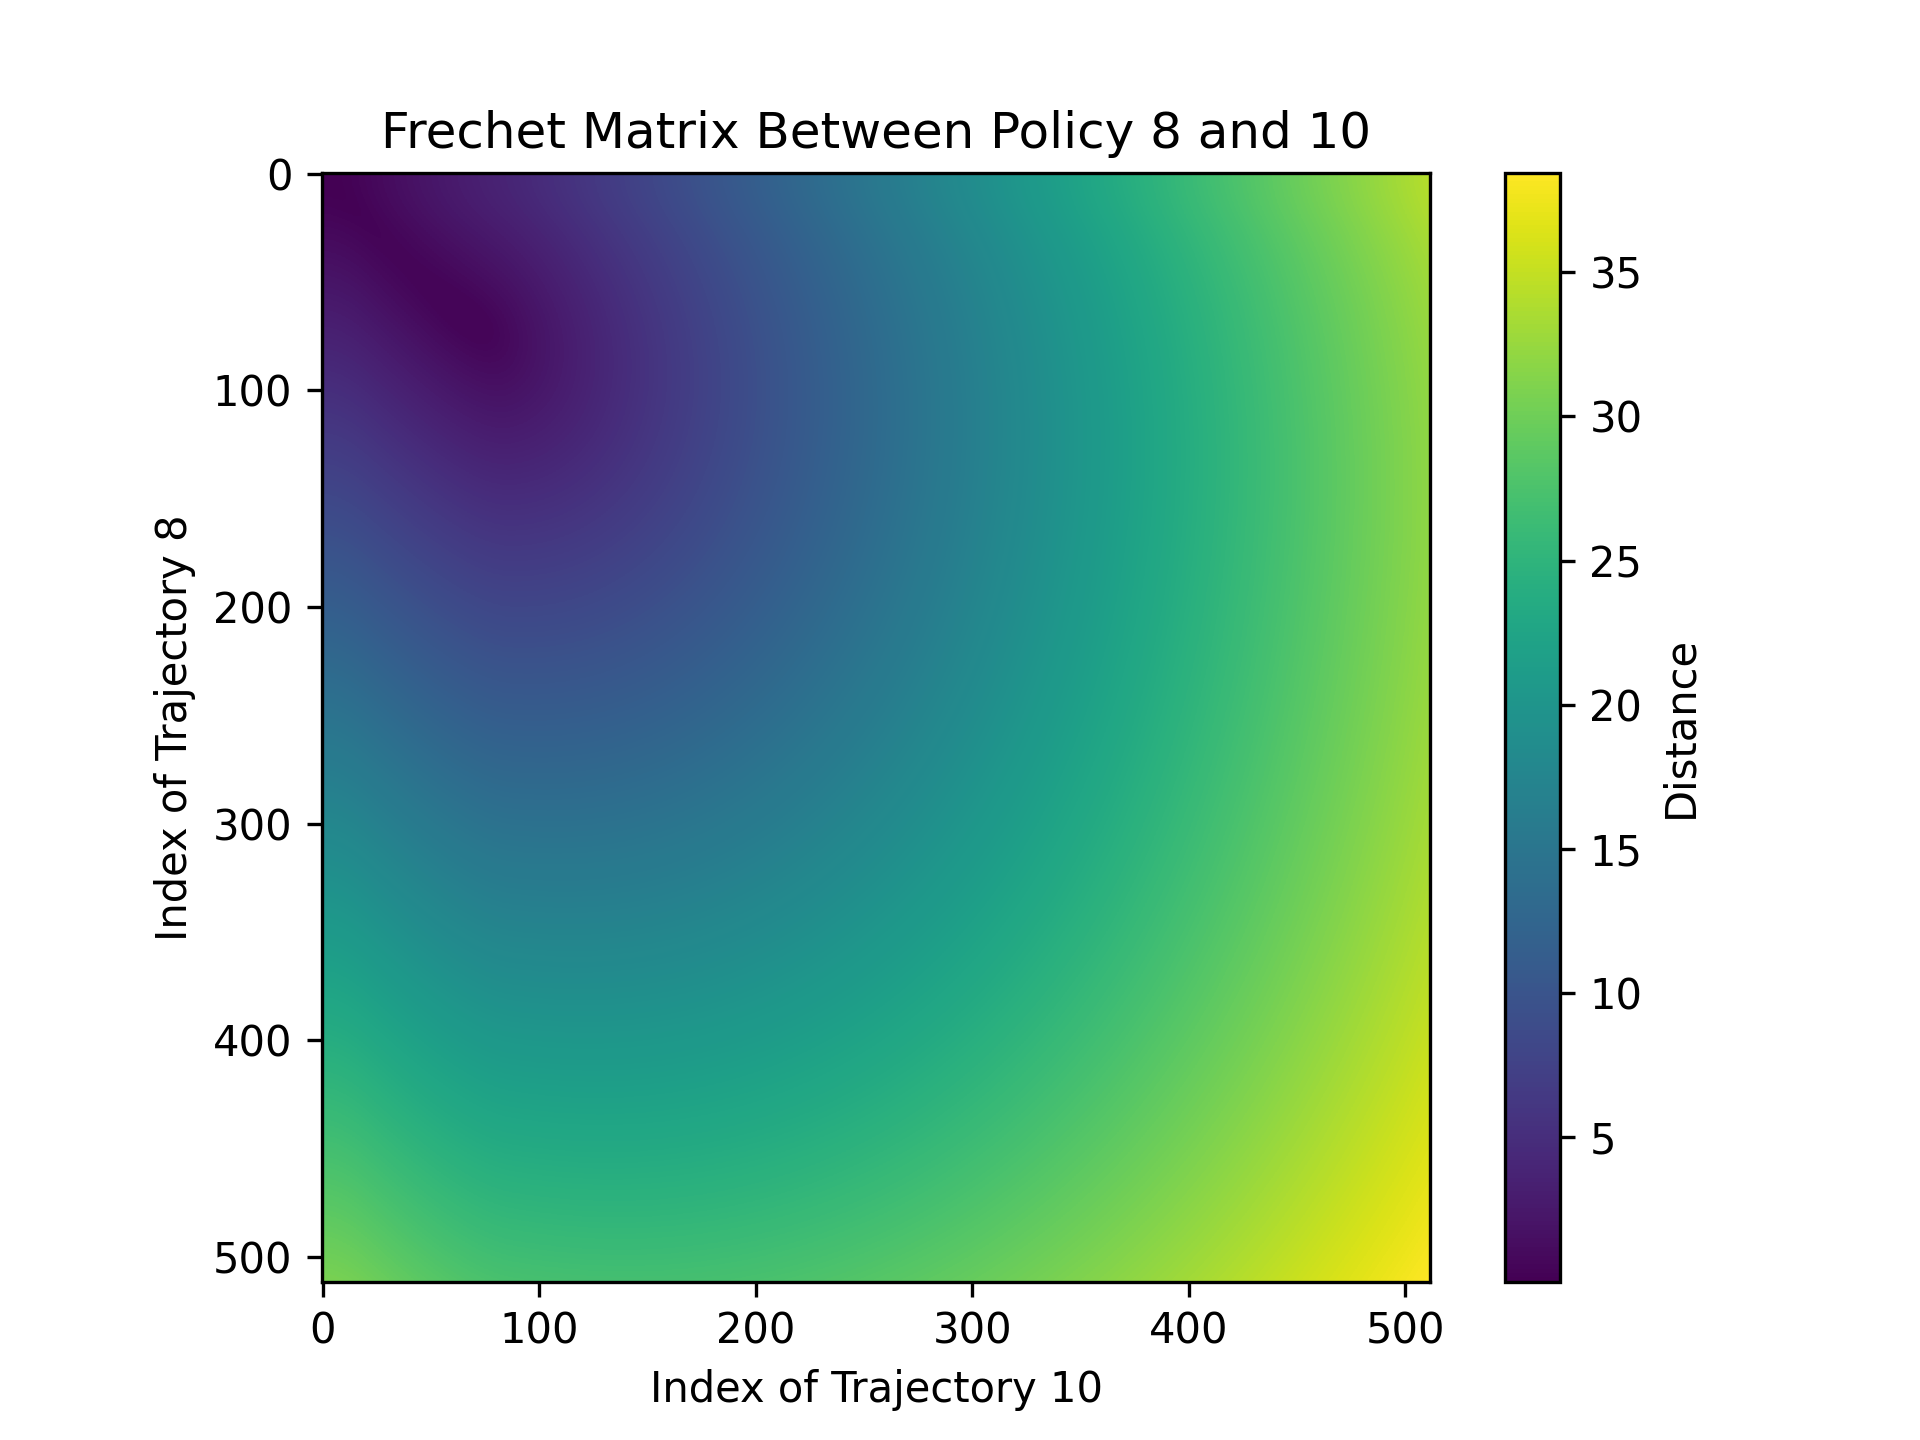 Frechet Matrix Between Policy 8 and 10
0
100
200
300
400
500
Index of Trajectory 8
0 100 200 300 400 500
Index of Trajectory 10
35
30
25
20
15
10
5
Distance